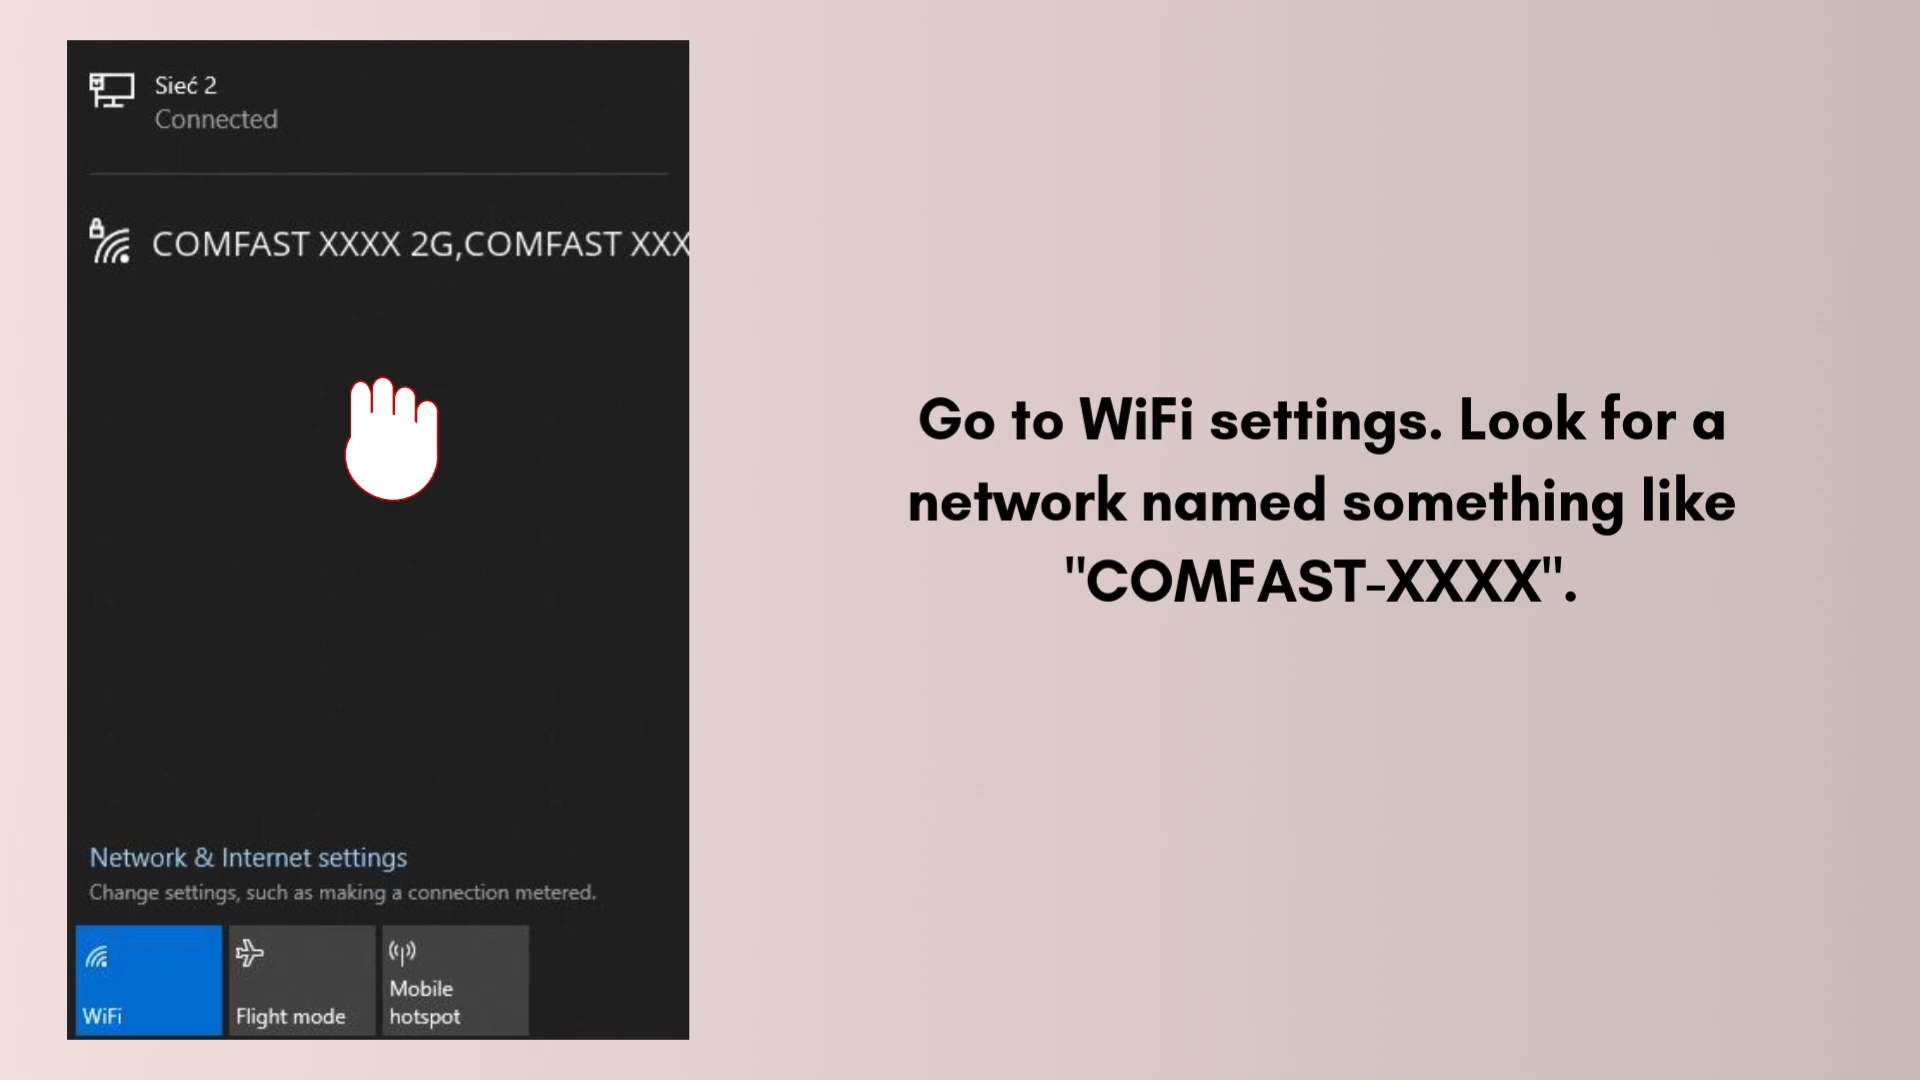 Sieć 2
Connected
COMFAST XXXX 2G,COMFAST XXX
Go to WiFi settings. Look for a
network named something like
"COMFAST-XXXX".
Network & Internet settings
Change settings, such as making a connection metered.
WiFi
Flight mode
Mobile
hotspot